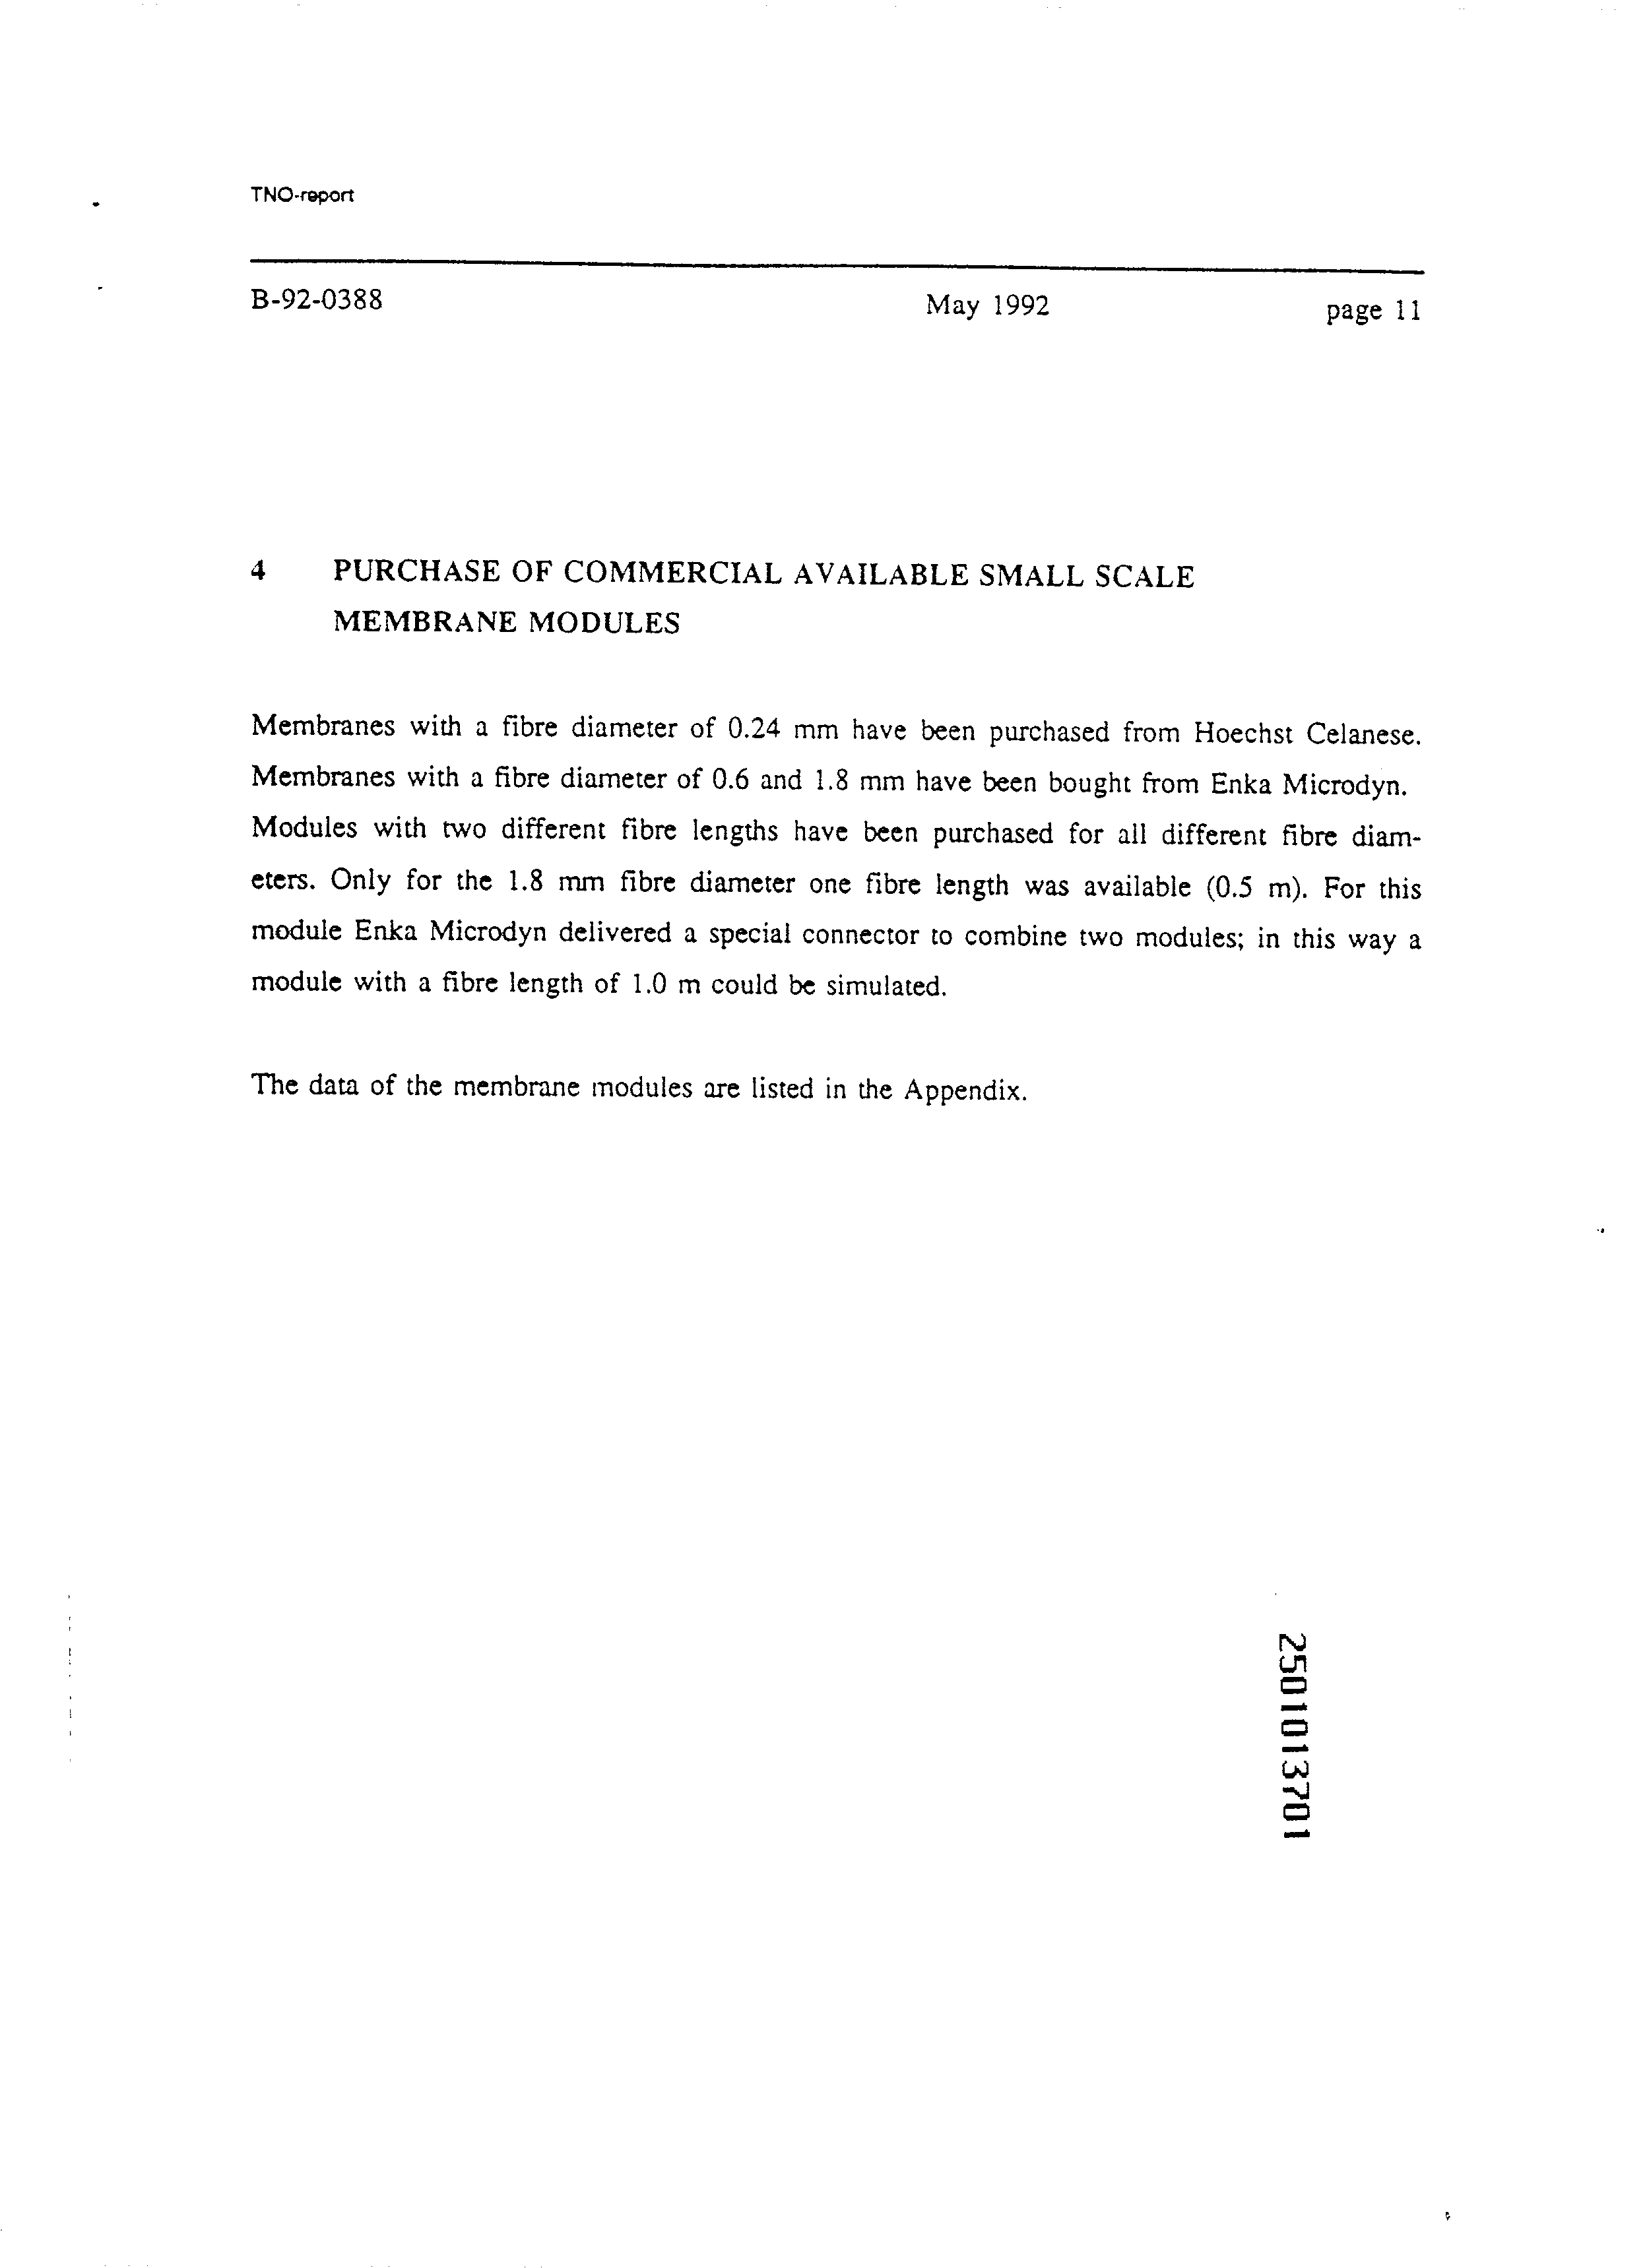 TNO-report
B-92-0388 May 1992 page 11
4 PURCHASE OF COMMERCIAL AVAILABLE SMALL SCALE
MEMBRANE MODULES
Membranes with a fibre diameter of 0.24 mm have been purchased from Hoechst Celanese.
Membranes with a fibre diameter of 0.6 and 1.8 mm have been bought from Enka Microdyn.
Modules with two different fibre lengths have been purchased for all different fibre diam-
eters. Only for the 1.8 mm fibre diameter one fibre length was available (0.5 m). For this
module Enka Microdyn delivered a special connector to combine two modules; in this way a
module with a fibre length of 1.0 m could be simulated.
The data of the membrane modules are listed in the Appendix.
2501013701